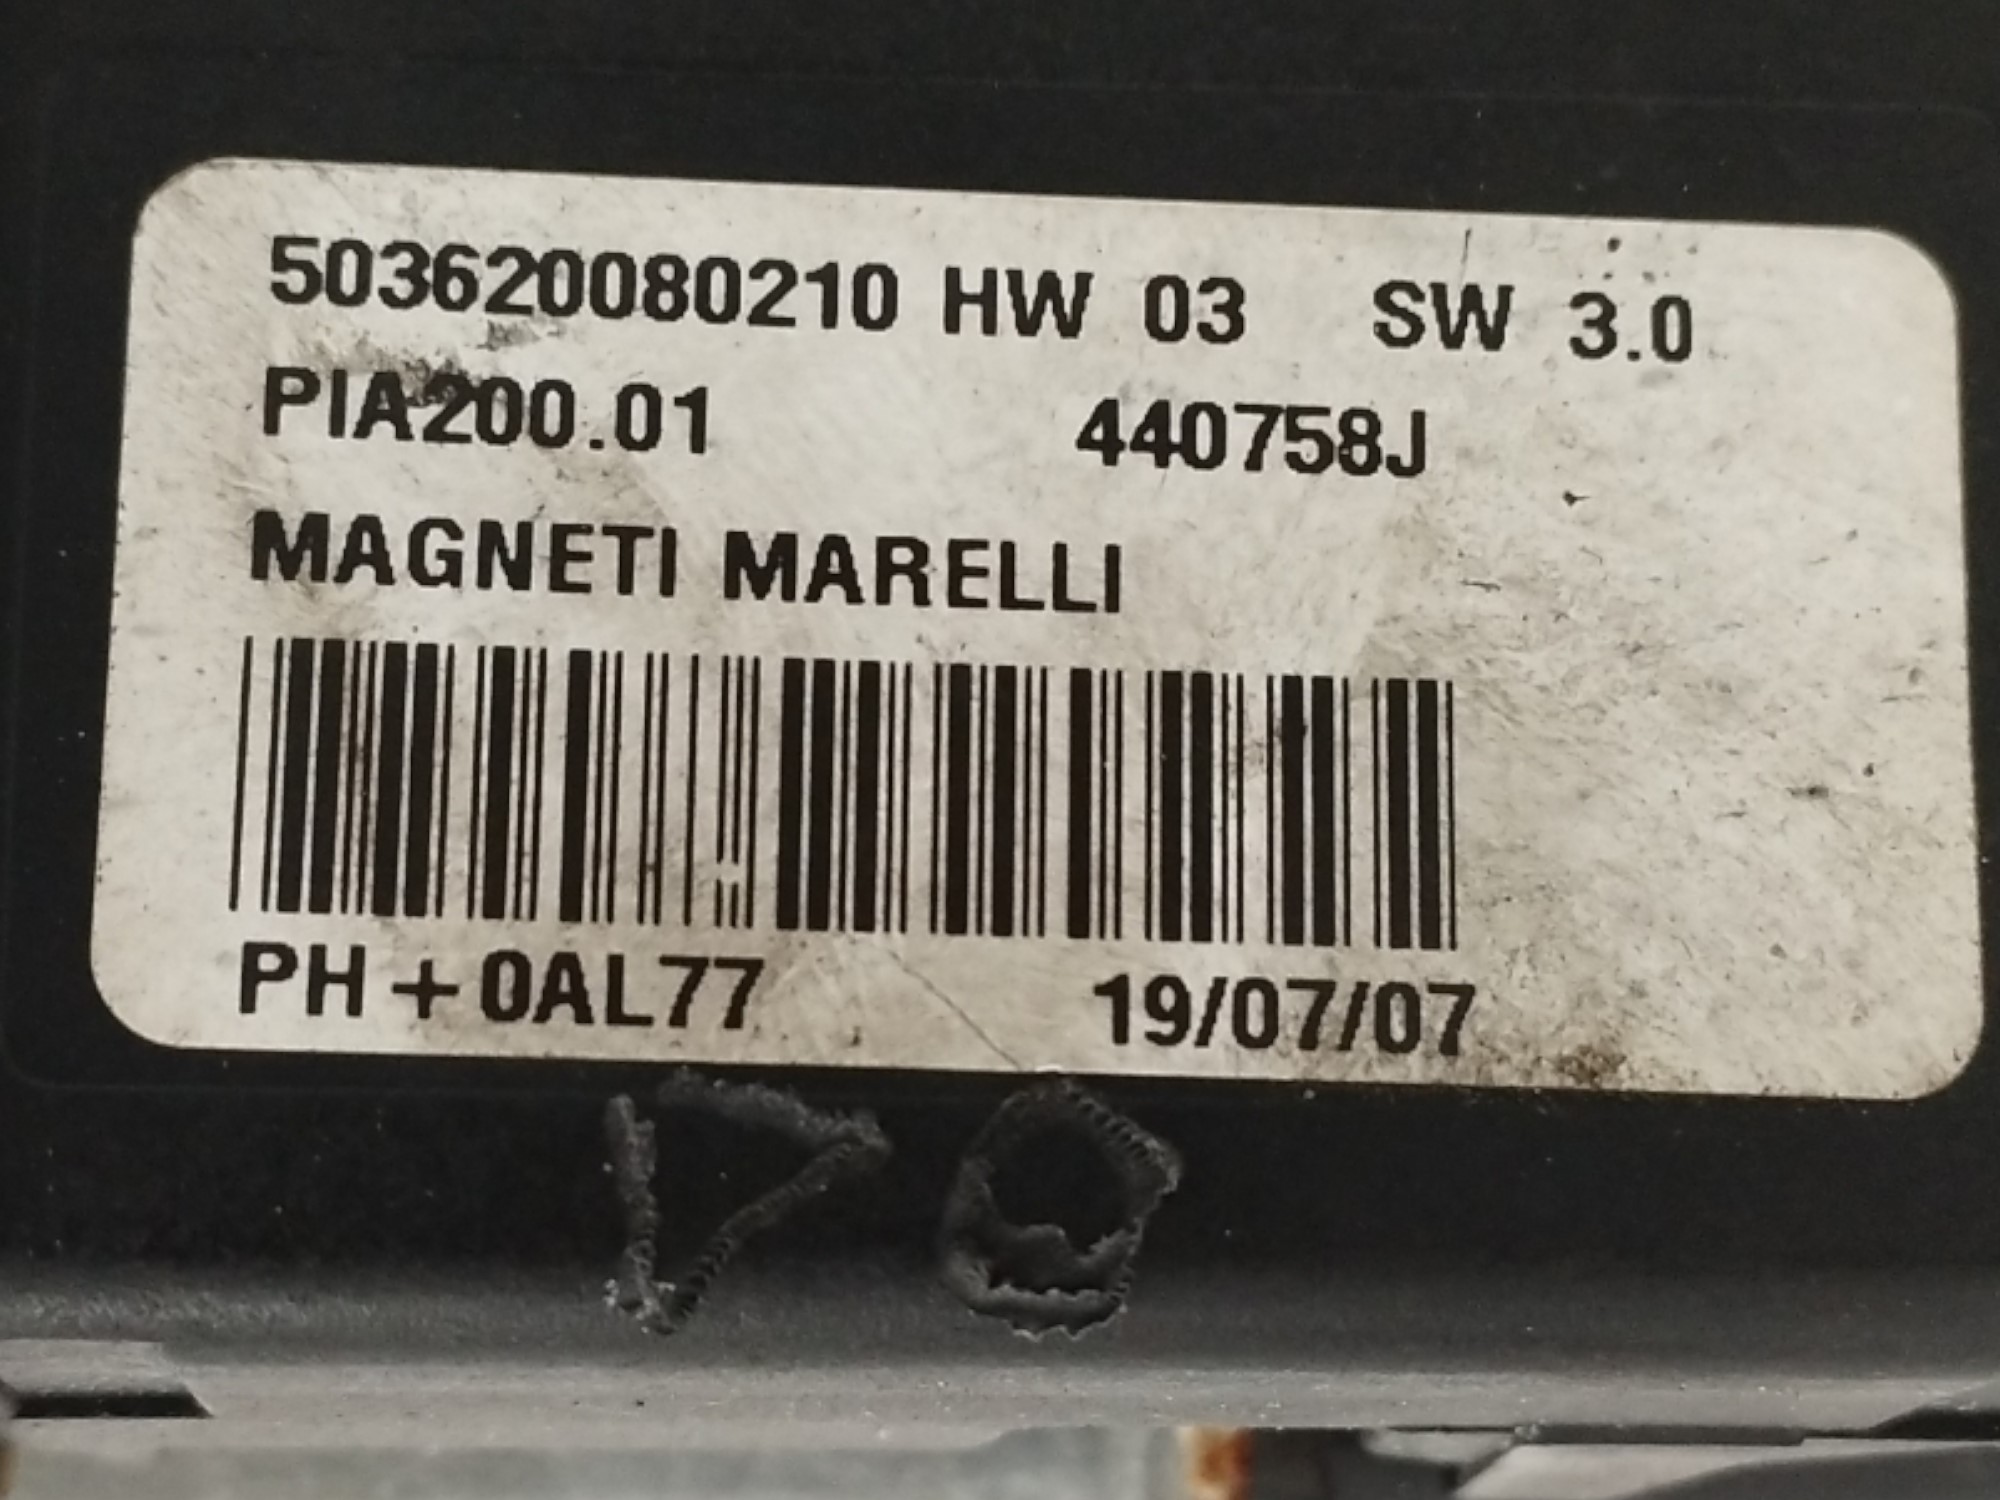 503620080210 HW 03 SW 3.0
PIA200.01 440758J
MAGNETI MARELLI
PH+0AL77 19/07/07